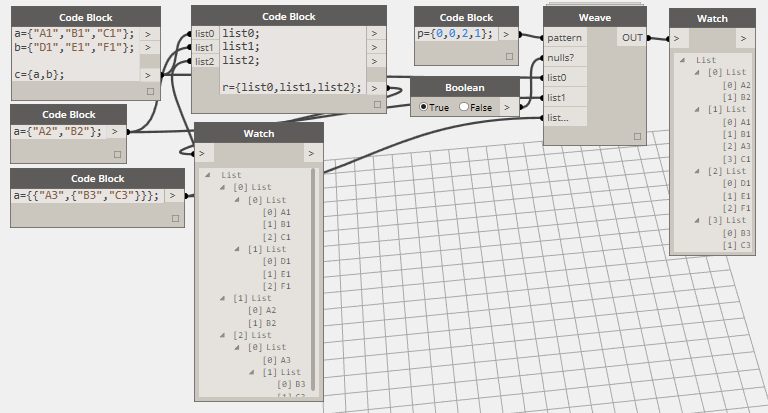 Code Block
a={"A1","B1","C1"}; >
b={"D1","E1","F1"}; >
c={a,b}; >
Code Block
a={"A2","B2"}; >
Code Block
a={{"A3",{"B3","C3"}}}; >
Code Block
list0 list0; >
list1 list1; >
list2 list2; >
r={list0,list1,list2}; >
Watch
> >
List
[0] List
[0] List
[0] A1
[1] B1
[2] C1
[1] List
[0] D1
[1] E1
[2] F1
[1] List
[0] A2
[1] B2
[2] List
[0] List
[0] A3
[1] List
[0] B3
[1] C3
Code Block
p={0,0,2,1}; >
Boolean
True False >
Weave
pattern OUT
nulls?
list0
list1
list...
Watch
> >
List
[0] List
[0] A2
[1] B2
[1] List
[0] A1
[1] B1
[2] A3
[3] C1
[2] List
[0] D1
[1] E1
[2] F1
[3] List
[0] B3
[1] C3